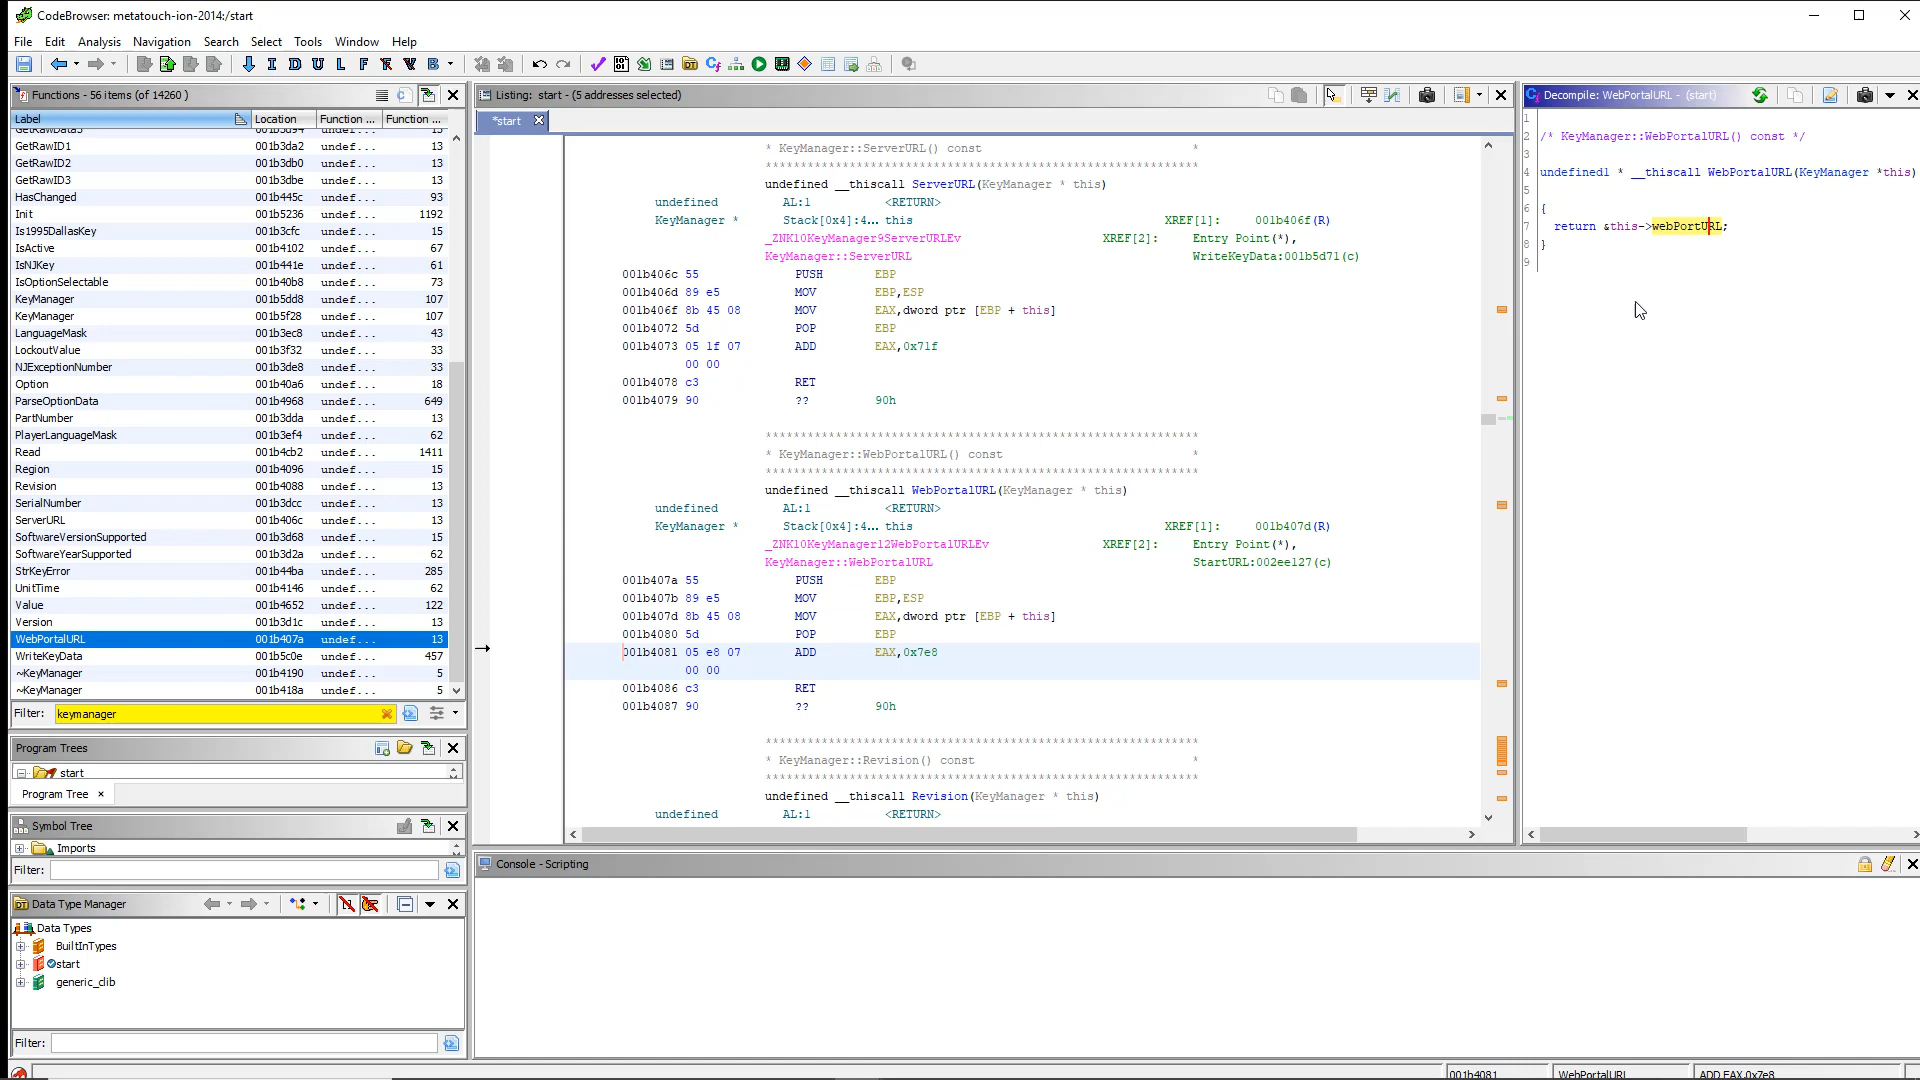 CodeBrowser: metatouch-ion-2014:/start
File Edit Analysis Navigation Search Select Tools Window Help
Functions - 56 items (of 14260 )
Label Location Function ... Function ...
GetRawData3 001b3d94 undef... 13
GetRawID1 001b3da2 undef... 13
GetRawID2 001b3db0 undef... 13
GetRawID3 001b3dbe undef... 13
HasChanged 001b445c undef... 93
Init 001b5236 undef... 1192
Is1995DallasKey 001b3cfc undef... 15
IsActive 001b4102 undef... 67
IsNJKey 001b441e undef... 61
IsOptionSelectable 001b40b8 undef... 73
KeyManager 001b5dd8 undef... 107
KeyManager 001b5f28 undef... 107
LanguageMask 001b3ec8 undef... 43
LockoutValue 001b3f32 undef... 33
NJExceptionNumber 001b3de8 undef... 33
Option 001b40a6 undef... 18
ParseOptionData 001b4968 undef... 649
PartNumber 001b3dda undef... 13
PlayerLanguageMask 001b3ef4 undef... 62
Read 001b4cb2 undef... 1411
Region 001b4096 undef... 15
Revision 001b4088 undef... 13
SerialNumber 001b3dcc undef... 13
ServerURL 001b406c undef... 13
SoftwareVersionSupported 001b3d68 undef... 15
SoftwareYearSupported 001b3d2a undef... 62
StrKeyError 001b44ba undef... 285
UnitTime 001b4146 undef... 62
Value 001b4652 undef... 122
Version 001b3d1c undef... 13
WebPortalURL 001b407a undef... 13
WriteKeyData 001b5c0e undef... 457
~KeyManager 001b4190 undef... 5
~KeyManager 001b418a undef... 5
Filter: keymanager
Program Trees
start
Program Tree
Symbol Tree
Imports
Filter:
Data Type Manager
Data Types
BuiltInTypes
start
generic_clib
Filter:
Listing: start - (5 addresses selected)
*start
* KeyManager::ServerURL() const *
**************************************************************
undefined __thiscall ServerURL(KeyManager * this)
undefined AL:1 <RETURN>
KeyManager * Stack[0x4]:4... this XREF[1]: 001b406f(R)
_ZNK10KeyManager9ServerURLEv XREF[2]: Entry Point(*),
KeyManager::ServerURL WriteKeyData:001b5d71(c)
001b406c 55 PUSH EBP
001b406d 89 e5 MOV EBP,ESP
001b406f 8b 45 08 MOV EAX,dword ptr [EBP + this]
001b4072 5d POP EBP
001b4073 05 1f 07 ADD EAX,0x71f
00 00
001b4078 c3 RET
001b4079 90 ?? 90h
**************************************************************
* KeyManager::WebPortalURL() const *
**************************************************************
undefined __thiscall WebPortalURL(KeyManager * this)
undefined AL:1 <RETURN>
KeyManager * Stack[0x4]:4... this XREF[1]: 001b407d(R)
_ZNK10KeyManager12WebPortalURLEv XREF[2]: Entry Point(*),
KeyManager::WebPortalURL StartURL:002ee127(c)
001b407a 55 PUSH EBP
001b407b 89 e5 MOV EBP,ESP
001b407d 8b 45 08 MOV EAX,dword ptr [EBP + this]
001b4080 5d POP EBP
001b4081 05 e8 07 ADD EAX,0x7e8
00 00
001b4086 c3 RET
001b4087 90 ?? 90h
**************************************************************
* KeyManager::Revision() const *
**************************************************************
undefined __thiscall Revision(KeyManager * this)
undefined AL:1 <RETURN>
Console - Scripting
Decompile: WebPortalURL - (start)
1
2 /* KeyManager::WebPortalURL() const */
3
4 undefined1 * __thiscall WebPortalURL(KeyManager *this)
5
6 {
7 return &this->webPortURL;
8 }
9
001b4081 WebPortalURL ADD EAX,0x7e8